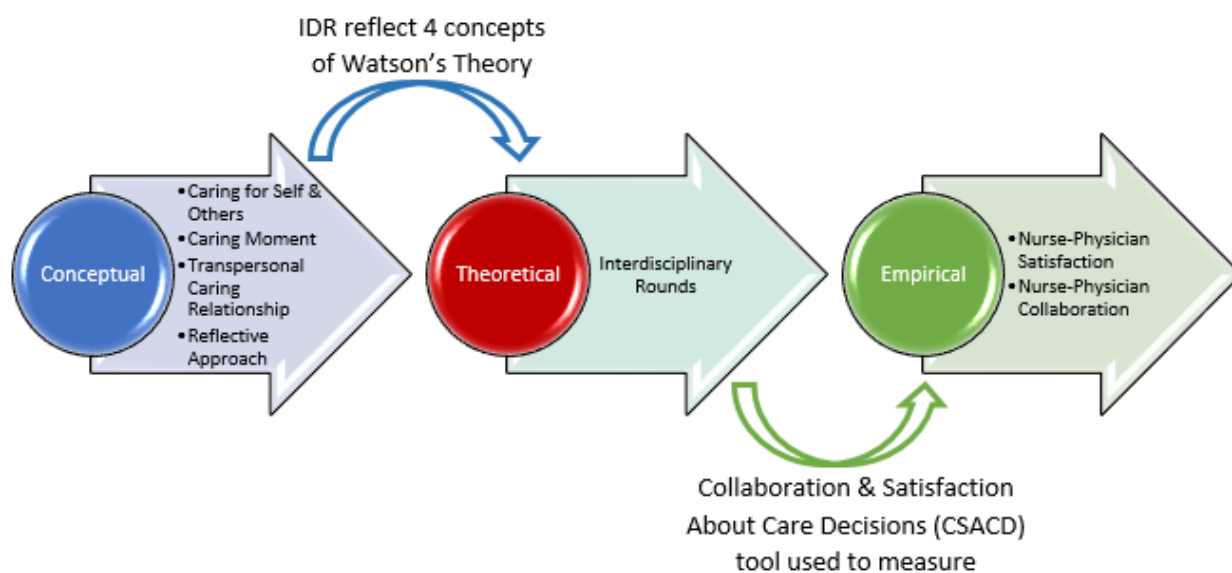 IDR reflect 4 concepts
of Watson's Theory
Conceptual
•Caring for Self &
Others
•Caring Moment
•Transpersonal
Caring
Relationship
•Reflective
Approach
Theoretical
Interdisciplinary
Rounds
Empirical
•Nurse-Physician
Satisfaction
•Nurse-Physician
Collaboration
Collaboration & Satisfaction
About Care Decisions (CSACD)
tool used to measure